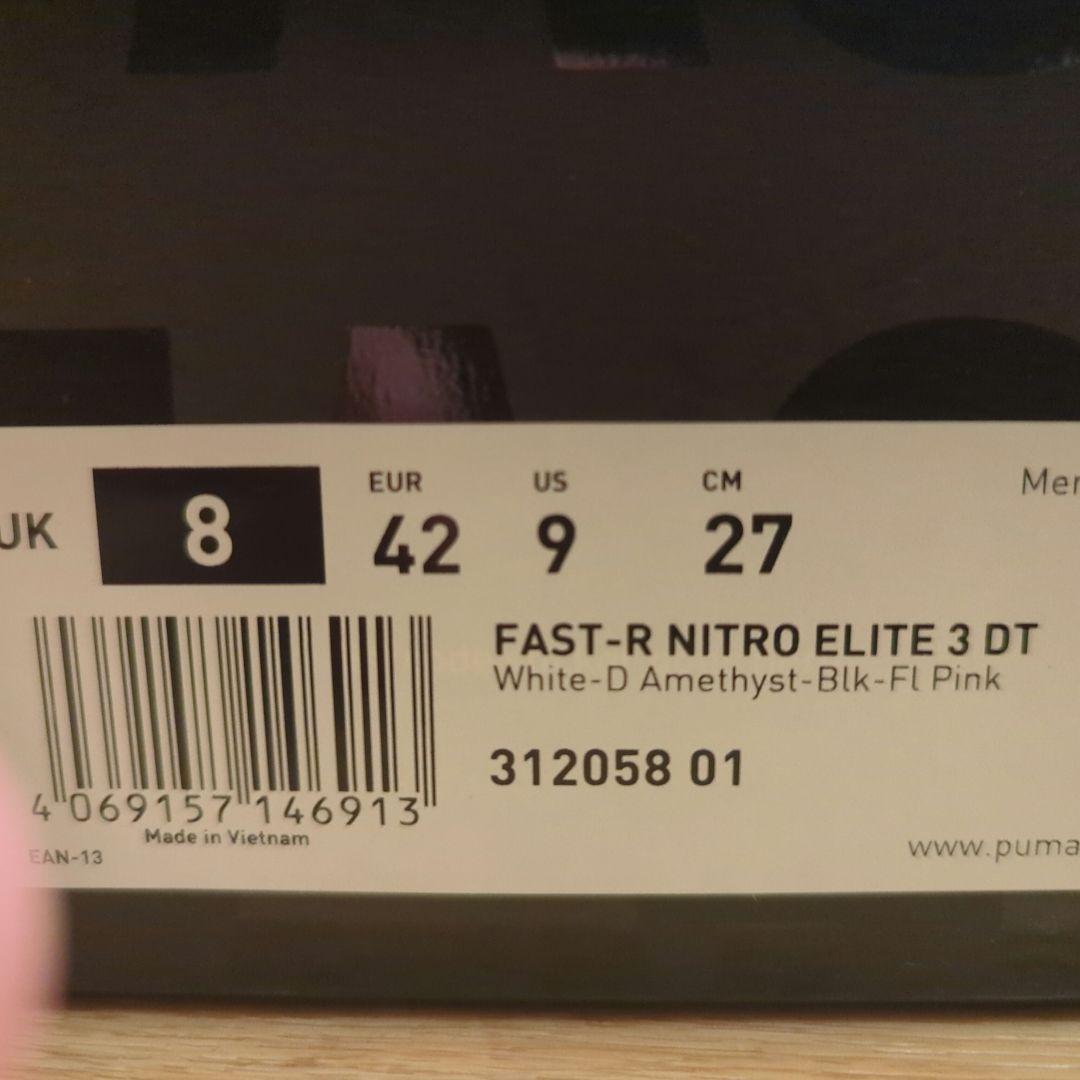 UK 8
EUR 42
US 9
CM 27
Men
FAST-R NITRO ELITE 3 DT
White-D Amethyst-Blk-Fl Pink
312058 01
4 069157 146913
Made in Vietnam
EAN-13
www.puma